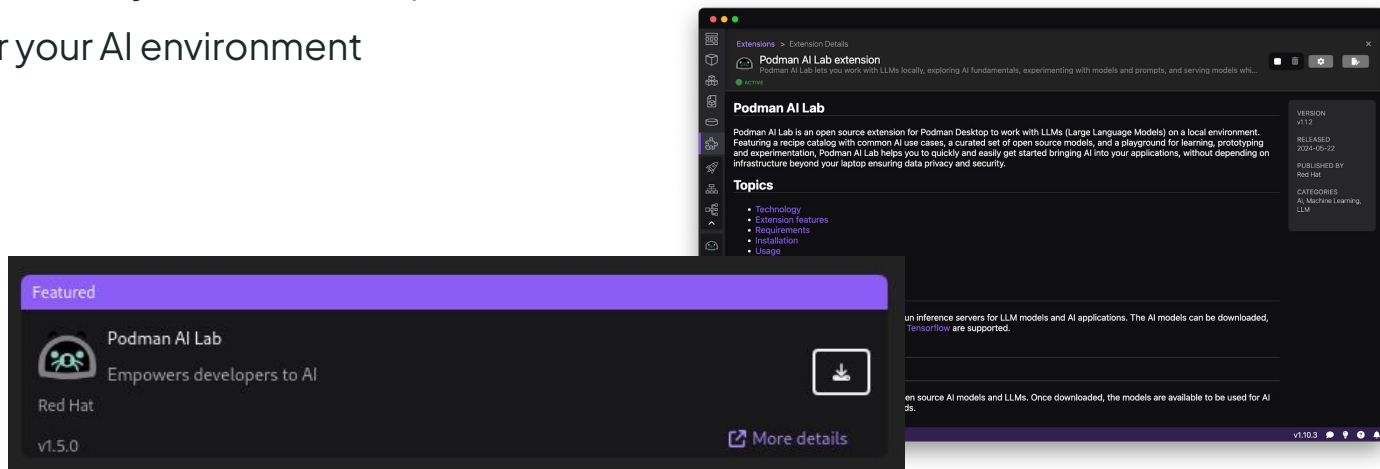 r your AI environment
Extensions > Extension Details
Podman AI Lab extension
Podman AI Lab lets you work with LLMs locally, exploring AI fundamentals, experimenting with models and prompts, and serving models whi...
ACTIVE
Podman AI Lab
Podman AI Lab is an open source extension for Podman Desktop to work with LLMs (Large Language Models) on a local environment.
Featuring a recipe catalog with common AI use cases, a curated set of open source models, and a playground for learning, prototyping
and experimentation, Podman AI Lab helps you to quickly and easily get started bringing AI into your applications, without depending on
infrastructure beyond your laptop ensuring data privacy and security.
Topics
• Technology
• Extension features
• Requirements
• Installation
• Usage
VERSION
v1.1.2
RELEASED
2024-05-22
PUBLISHED BY
Red Hat
CATEGORIES
AI, Machine Learning,
LLM
un inference servers for LLM models and AI applications. The AI models can be downloaded,
Tensorflow are supported.
en source AI models and LLMs. Once downloaded, the models are available to be used for AI
ds.
v1.10.3
Featured
Podman AI Lab
Empowers developers to AI
Red Hat
v1.5.0
More details